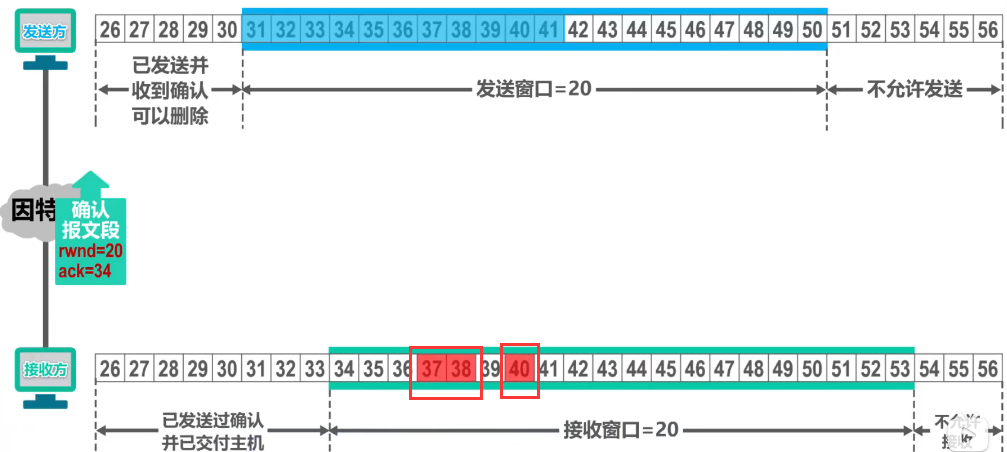 发送方
26 27 28 29 30 31 32 33 34 35 36 37 38 39 40 41 42 43 44 45 46 47 48 49 50 51 52 53 54 55 56
已发送并
收到确认
可以删除
发送窗口=20
不允许发送
因特
确认
报文段
rwnd=20
ack=34
接收方
26 27 28 29 30 31 32 33 34 35 36 37 38 39 40 41 42 43 44 45 46 47 48 49 50 51 52 53 54 55 56
已发送过确认
并已交付主机
接收窗口=20
不允许
接收